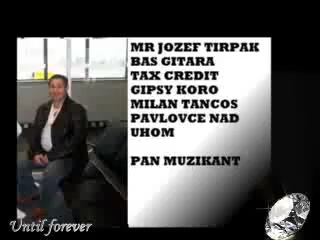 MR JOZEF TIRPAK
BAS GITARA
TAX CREDIT
GIPSY KORO
MILAN TANCOS
PAVLOVCE NAD
UHOM
PAN MUZIKANT
Until forever